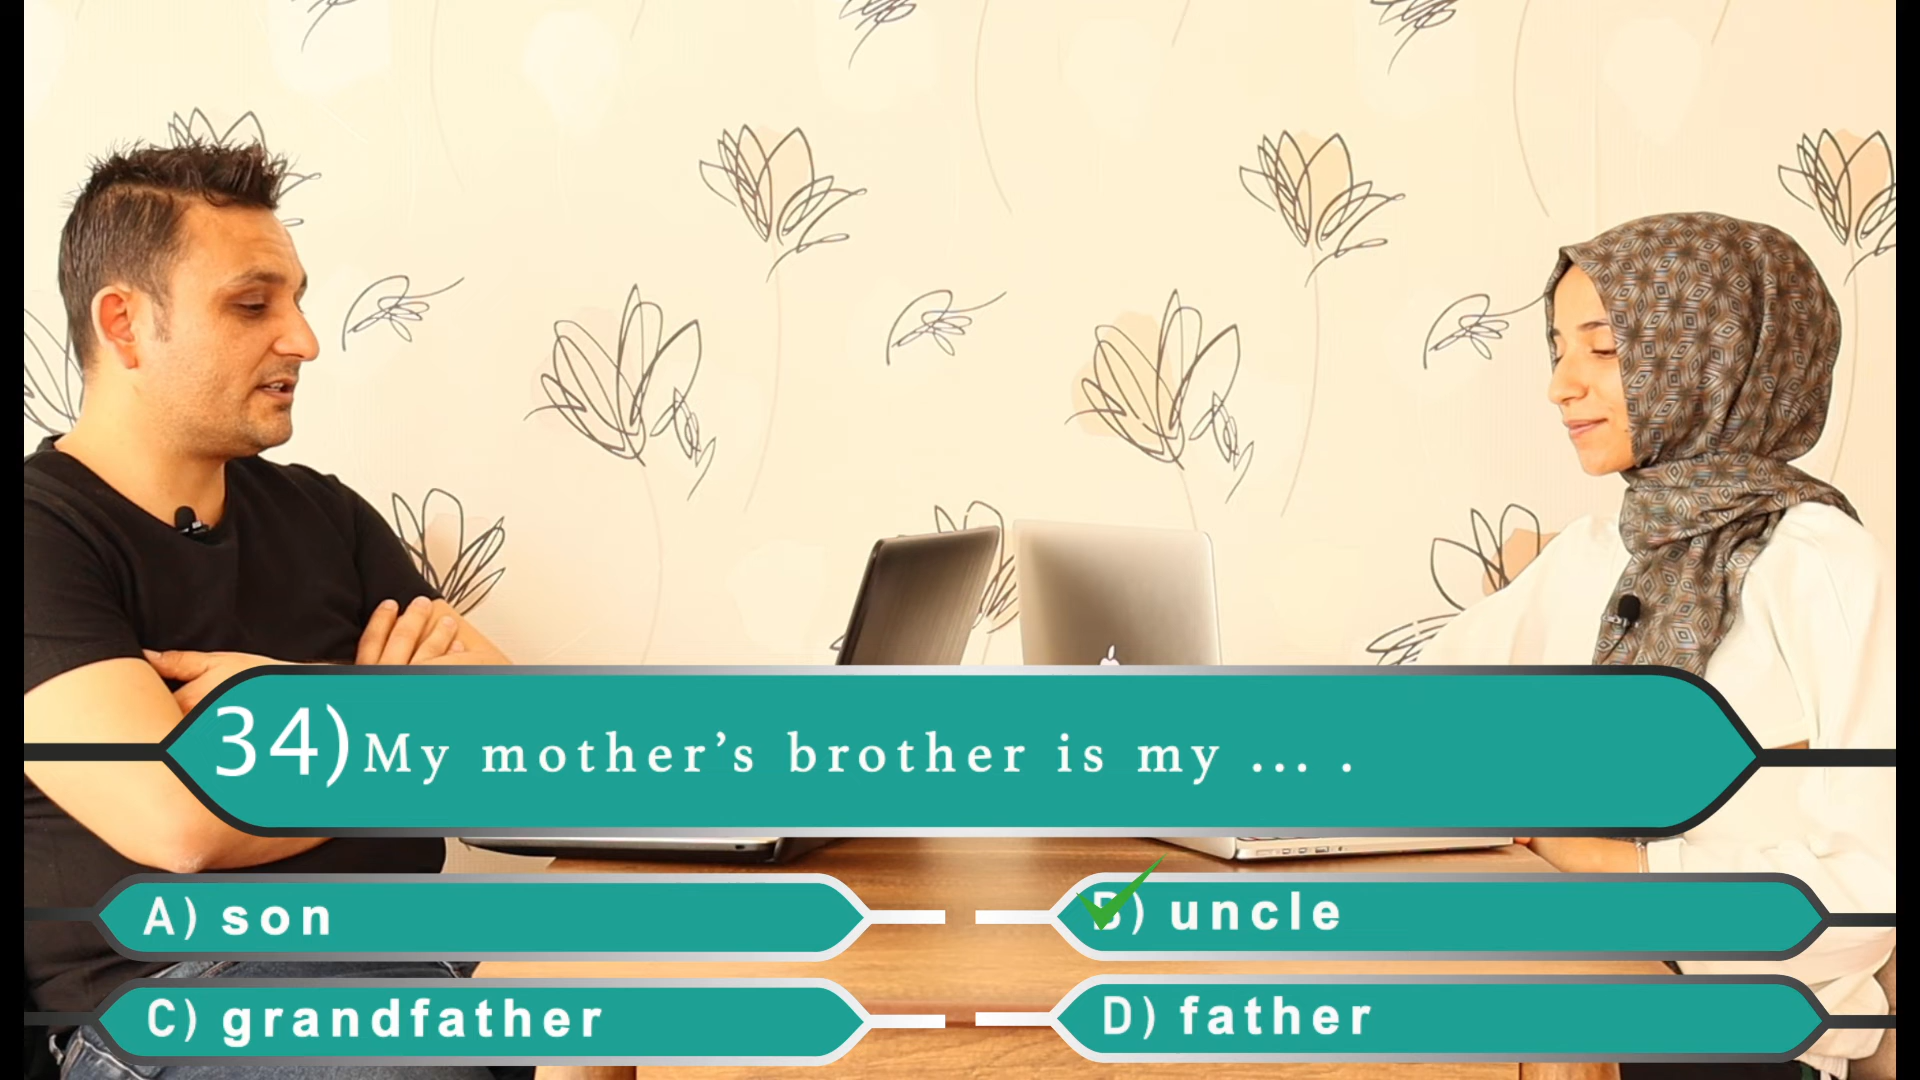 34) My mother’s brother is my ... .
A) son
B) uncle
C) grandfather
D) father